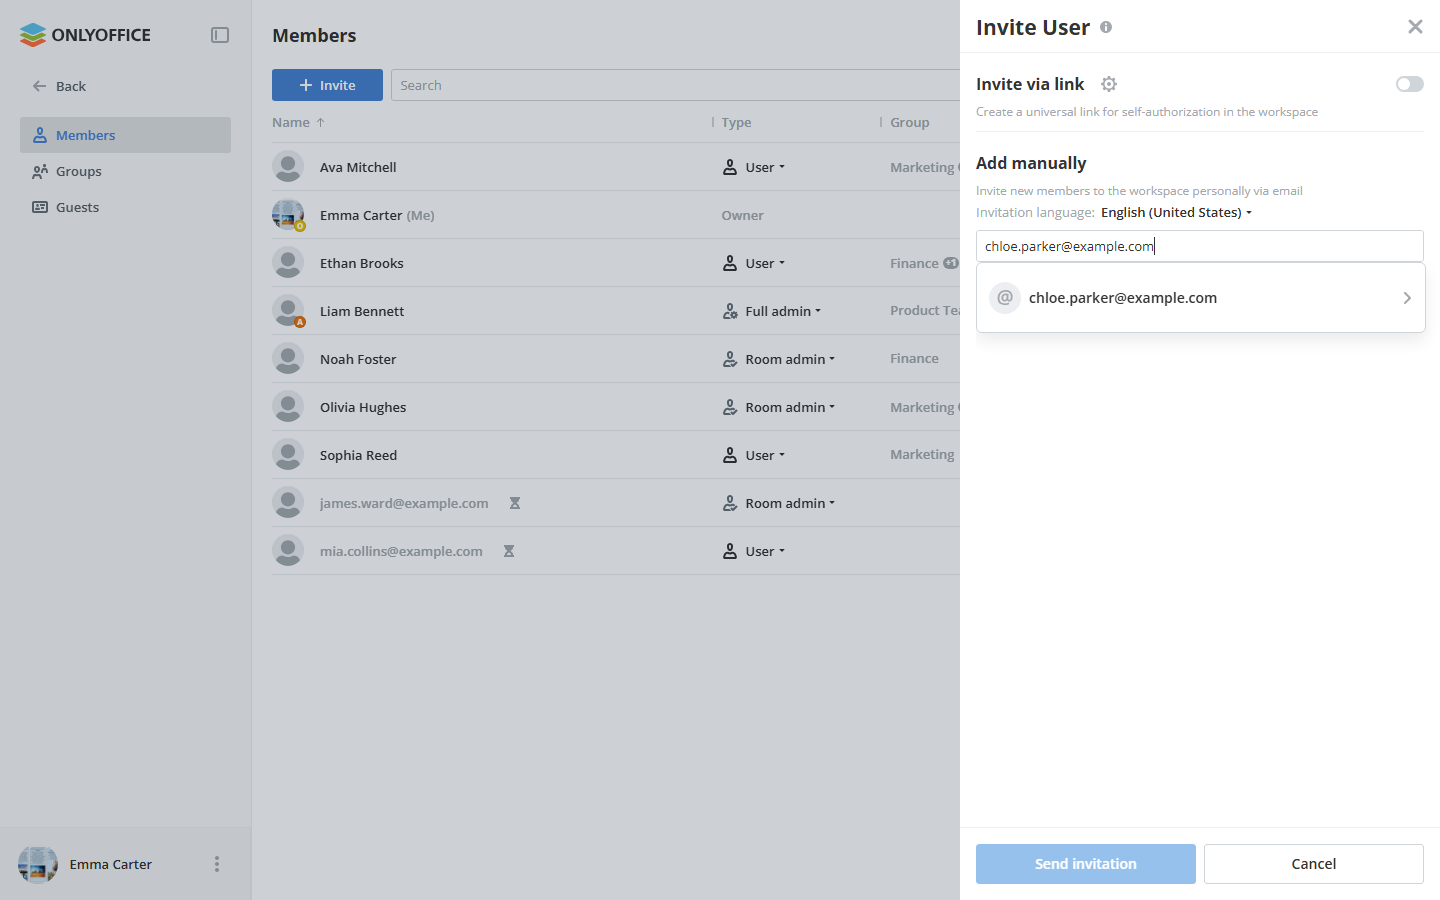 ONLYOFFICE
Back
Members
Groups
Guests
Emma Carter
Members
Invite
Search
Name Type Group
Ava Mitchell User Marketing
Emma Carter (Me) Owner
Ethan Brooks User Finance +1
Liam Bennett Full admin Product Tea
Noah Foster Room admin Finance
Olivia Hughes Room admin Marketing
Sophia Reed User Marketing
james.ward@example.com Room admin
mia.collins@example.com User
Invite User
Invite via link
Create a universal link for self-authorization in the workspace
Add manually
Invite new members to the workspace personally via email
Invitation language: English (United States)
chloe.parker@example.com
@ chloe.parker@example.com
Send invitation Cancel